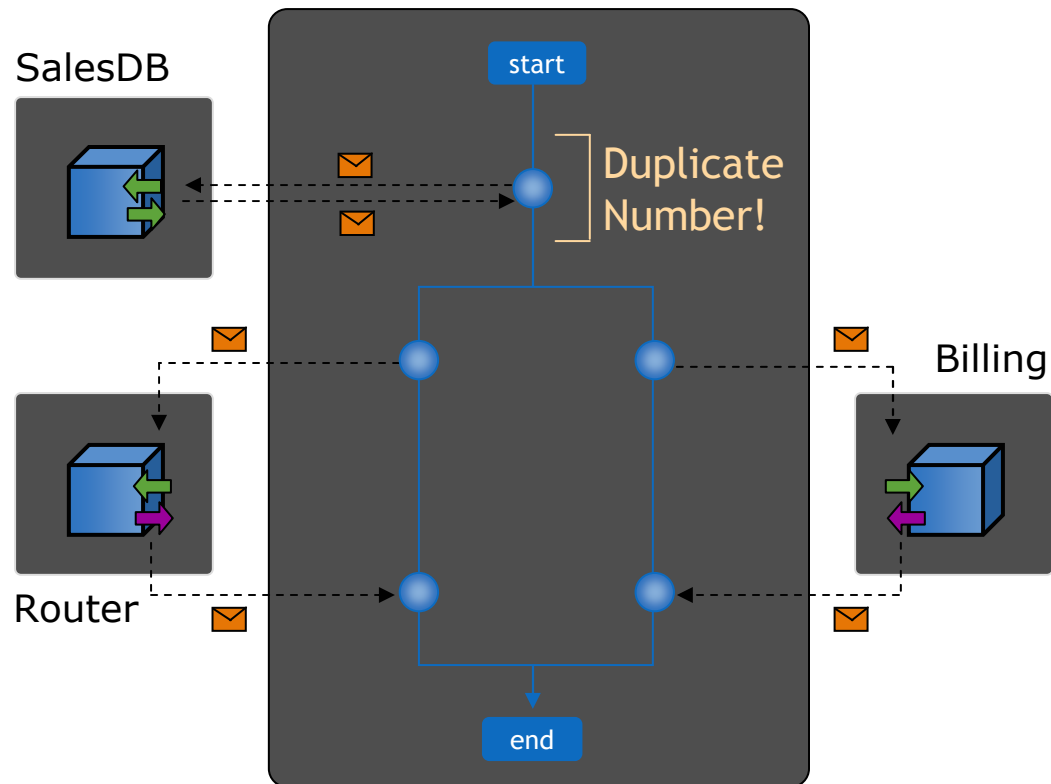 SalesDB
start
Duplicate
Number!
Billing
Router
end